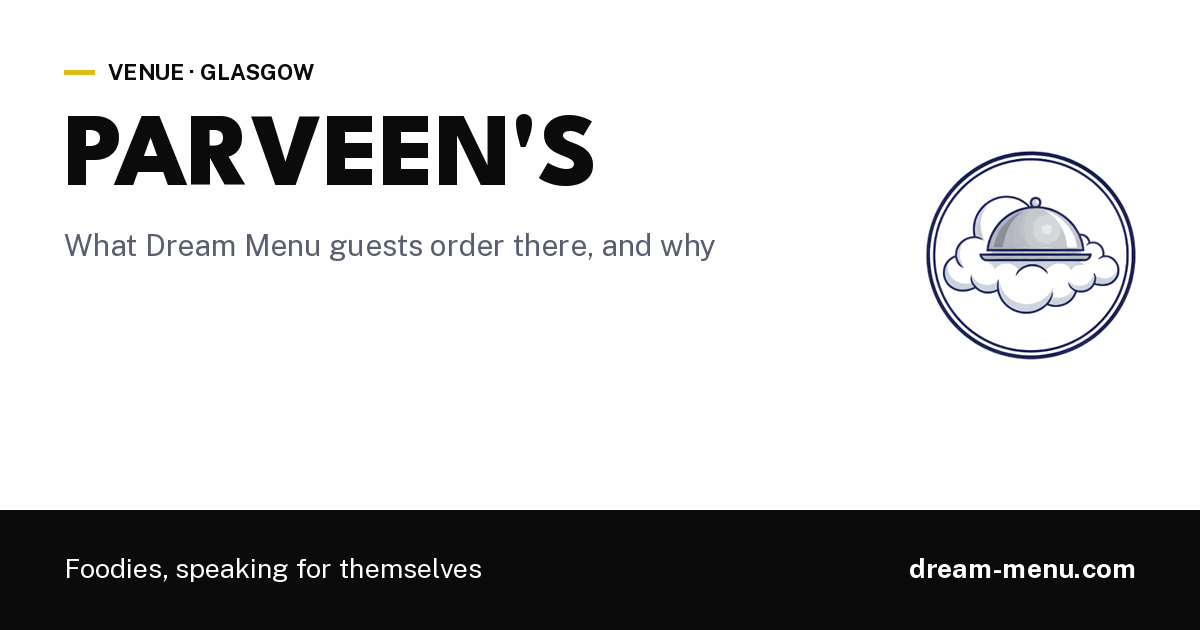 VENUE · GLASGOW
PARVEEN'S
What Dream Menu guests order there, and why
Foodies, speaking for themselves
dream-menu.com